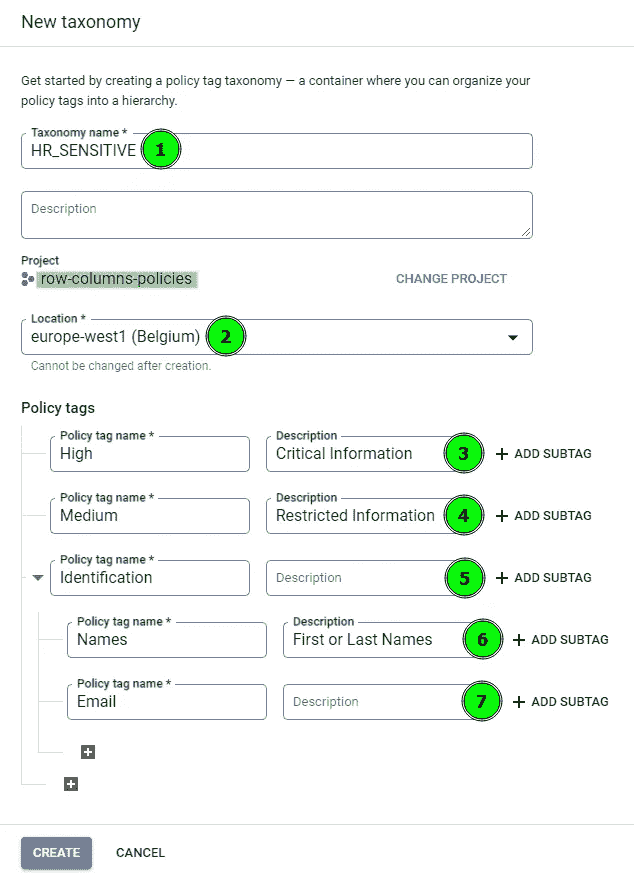 New taxonomy
Get started by creating a policy tag taxonomy — a container where you can organize your
policy tags into a hierarchy.
Taxonomy name *
HR_SENSITIVE 1
Description
Project
row-columns-policies CHANGE PROJECT
Location *
europe-west1 (Belgium) 2
Cannot be changed after creation.
Policy tags
Policy tag name * Description
High Critical Information 3 + ADD SUBTAG
Policy tag name * Description
Medium Restricted Information 4 + ADD SUBTAG
Policy tag name *
Identification Description 5 + ADD SUBTAG
Policy tag name * Description
Names First or Last Names 6 + ADD SUBTAG
Policy tag name *
Email Description 7 + ADD SUBTAG
CREATE CANCEL